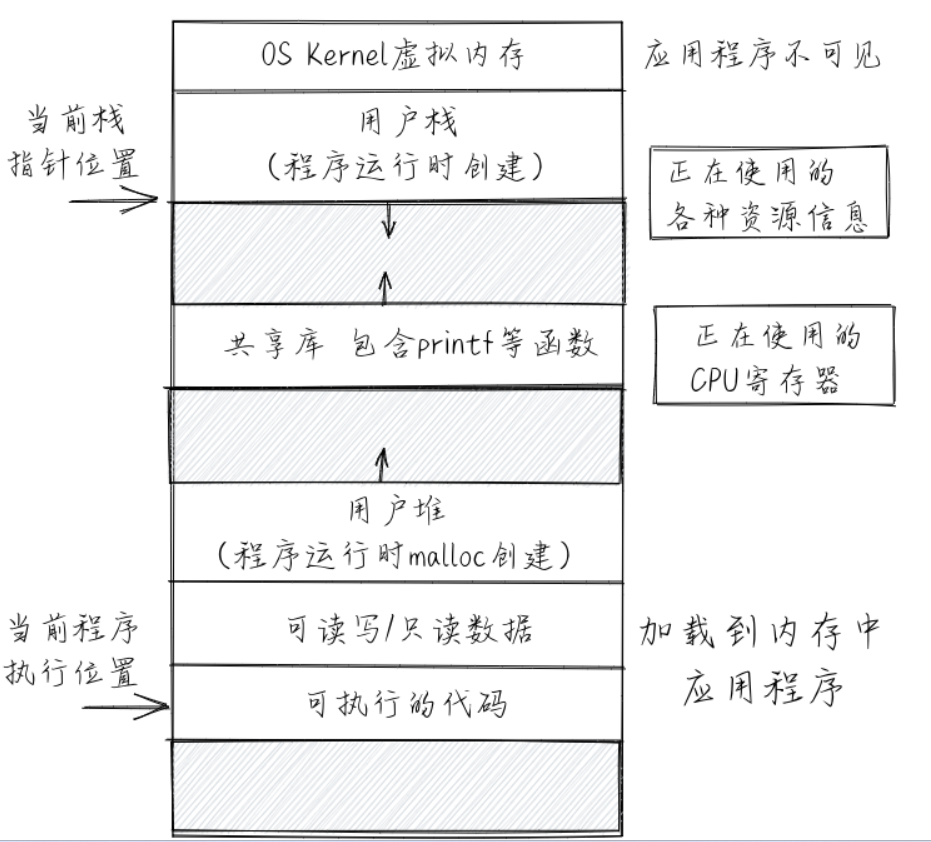 OS Kernel虚拟内存
应用程序不可见
当前栈
指针位置
用户栈
（程序运行时创建）
正在使用的
各种资源信息
共享库 包含printf等函数
正在使用的
CPU寄存器
用户堆
（程序运行时malloc创建）
当前程序
执行位置
可读写/只读数据
加载到内存中
应用程序
可执行的代码